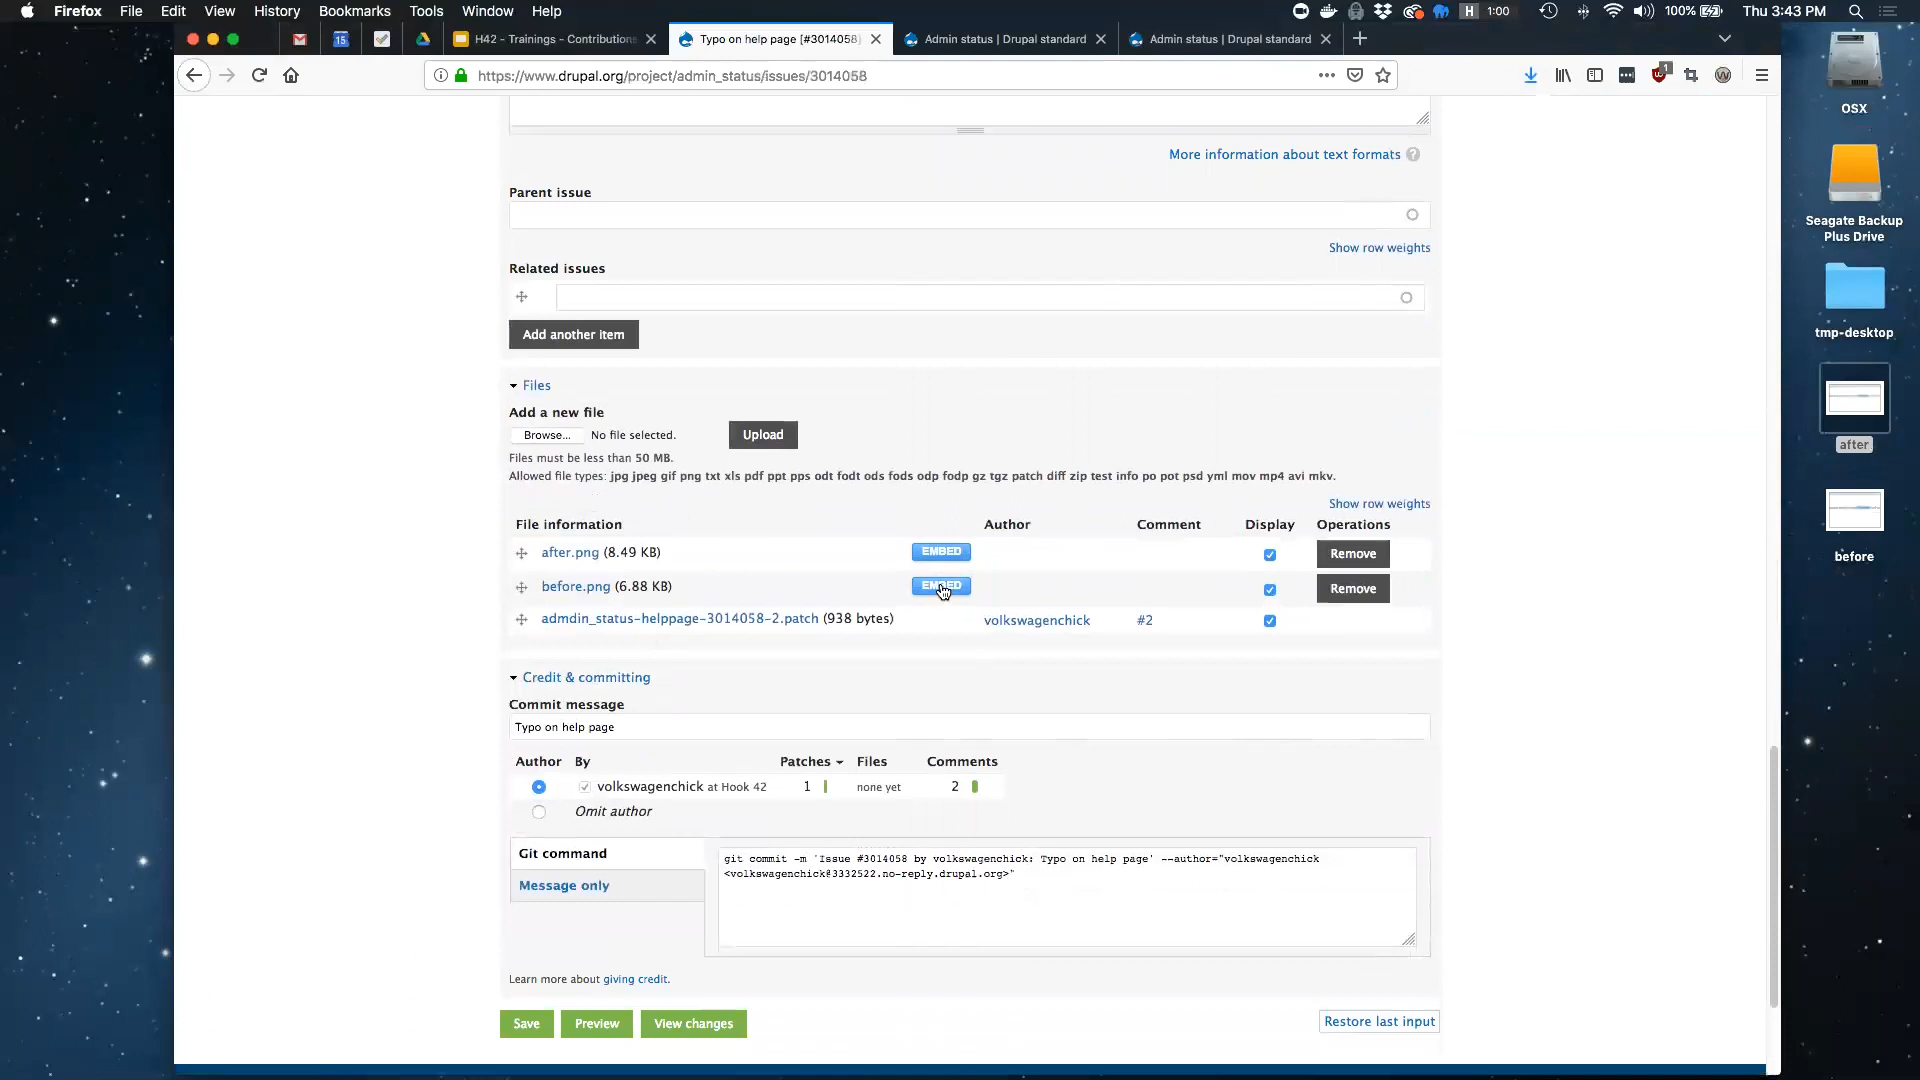 Firefox File Edit View History Bookmarks Tools Window Help
1:00 100% Thu 3:43 PM
H42 - Trainings - Contributions
Typo on help page [#3014058]
Admin status | Drupal standard
Admin status | Drupal standard
https://www.drupal.org/project/admin_status/issues/3014058
More information about text formats ?
Parent issue
Show row weights
Related issues
Add another item
Files
Add a new file
Browse... No file selected. Upload
Files must be less than 50 MB.
Allowed file types: jpg jpeg gif png txt xls pdf ppt pps odt fodt ods fods odp fodp gz tgz patch diff zip test info po pot psd yml mov mp4 avi mkv.
Show row weights
File information Author Comment Display Operations
after.png (8.49 KB) EMBED Remove
before.png (6.88 KB) EMBED Remove
admdin_status-helppage-3014058-2.patch (938 bytes) volkswagenchick #2
Credit & committing
Commit message
Typo on help page
Author By Patches Files Comments
volkswagenchick at Hook 42 1 none yet 2
Omit author
Git command
Message only
git commit -m 'Issue #3014058 by volkswagenchick: Typo on help page' --author="volkswagenchick
<volkswagenchick@3332522.no-reply.drupal.org>"
Learn more about giving credit.
Save Preview View changes Restore last input
OSX
Seagate Backup
Plus Drive
tmp-desktop
after
before